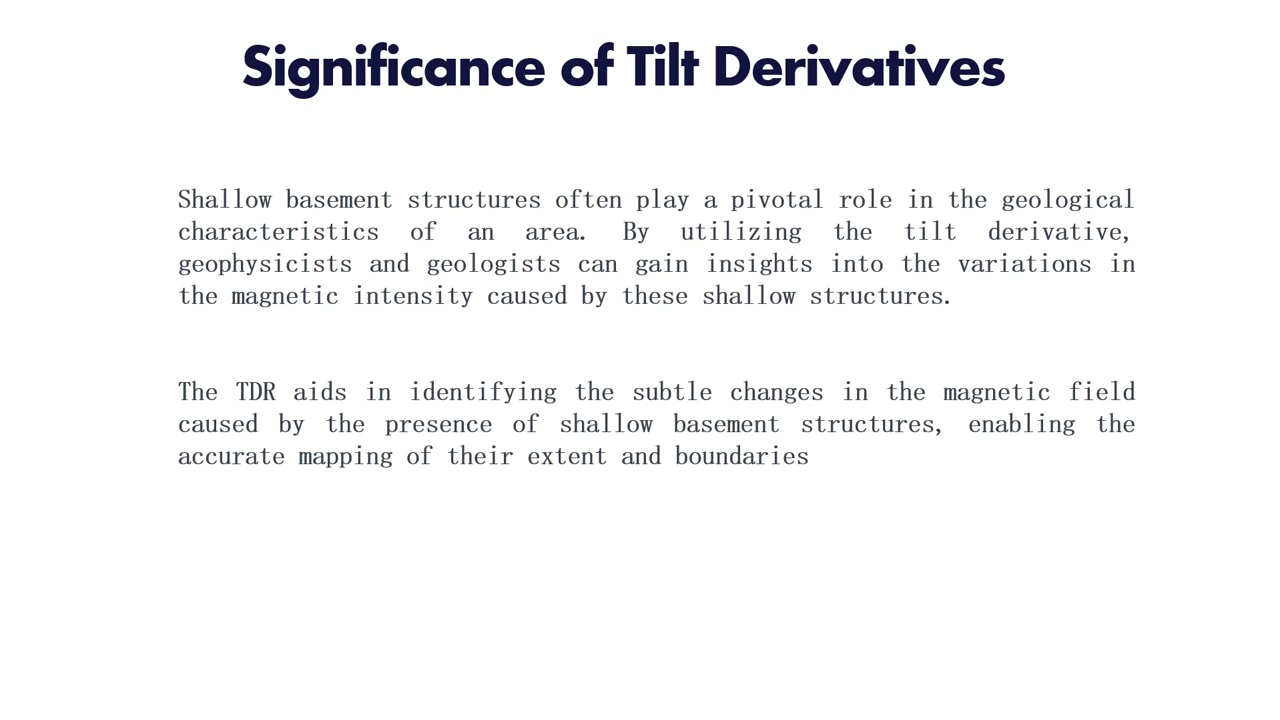 Significance of Tilt Derivatives
Shallow basement structures often play a pivotal role in the geological
characteristics of an area. By utilizing the tilt derivative,
geophysicists and geologists can gain insights into the variations in
the magnetic intensity caused by these shallow structures.
The TDR aids in identifying the subtle changes in the magnetic field
caused by the presence of shallow basement structures, enabling the
accurate mapping of their extent and boundaries